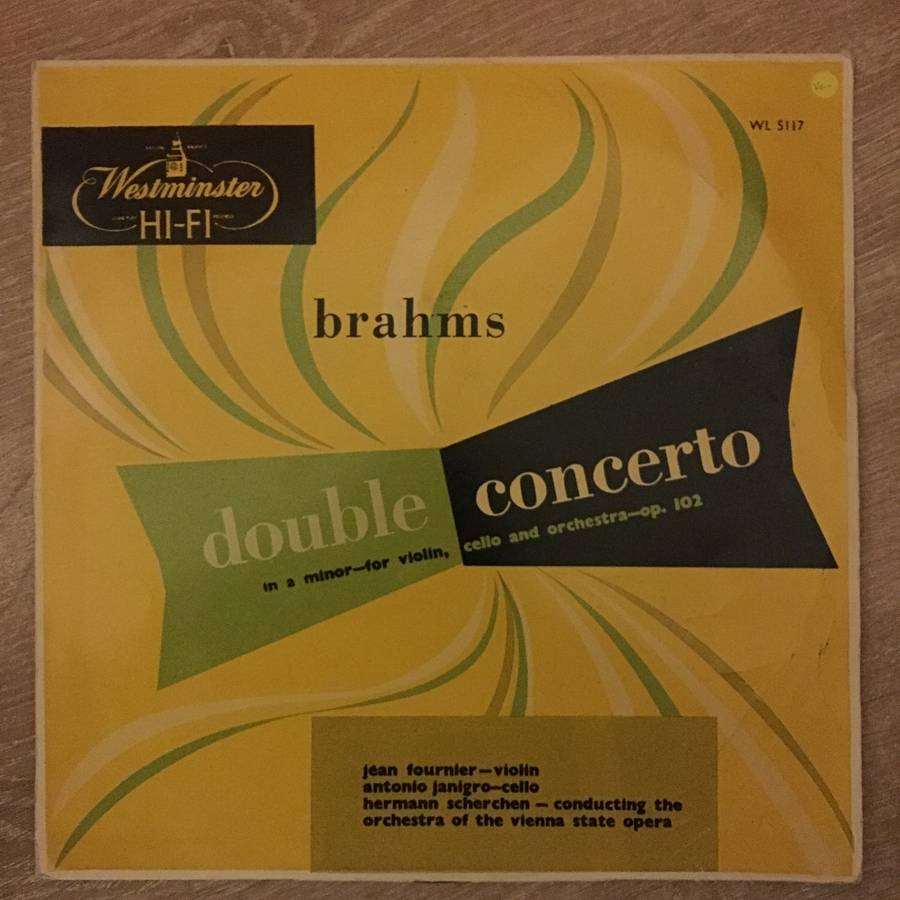 WL 5117
Westminster
HI-FI
brahms
double concerto
in a minor—for violin, cello and orchestra—op. 102
jean fournier—violin
antonio janigro—cello
hermann scherchen — conducting the
orchestra of the vienna state opera